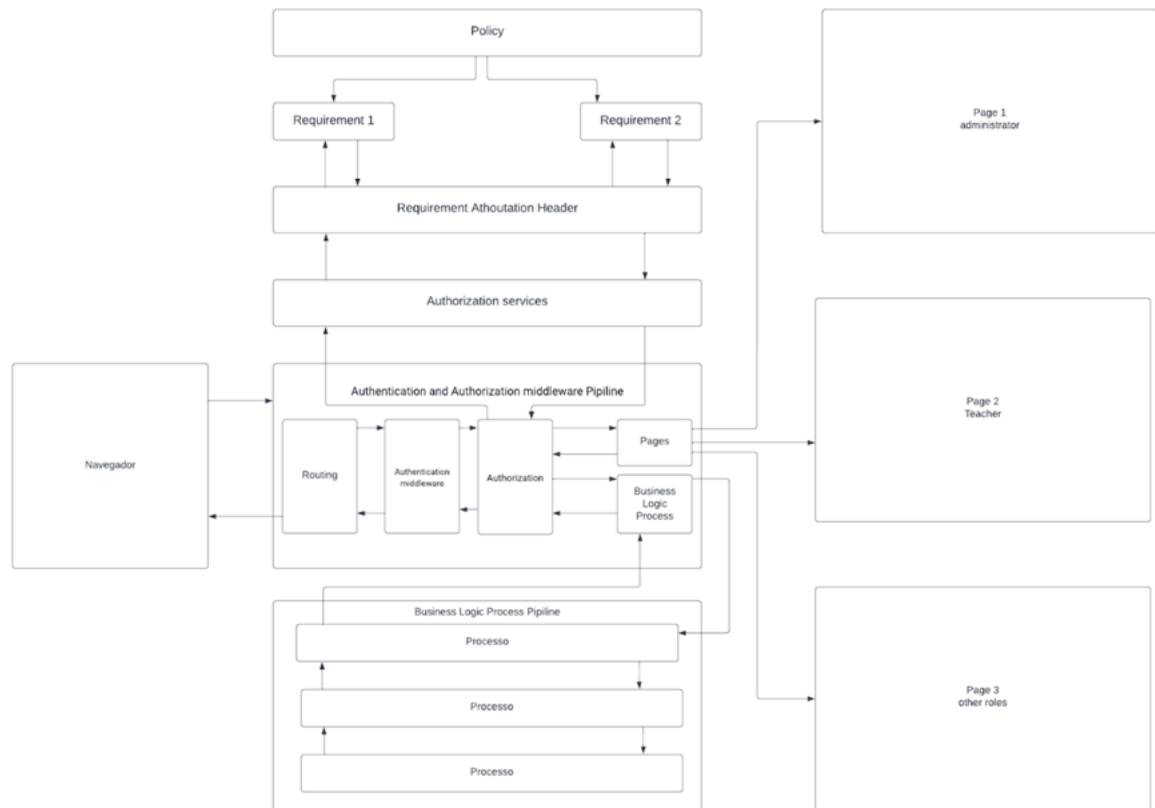 Policy
Requirement 1
Requirement 2
Requirement Athoutation Header
Authorization services
Authentication and Authorization middleware Pipiline
Navegador
Routing
Authentication
middleware
Authorization
Pages
Business
Logic
Process
Business Logic Process Pipiline
Processo
Processo
Processo
Page 1
administrator
Page 2
Teacher
Page 3
other roles